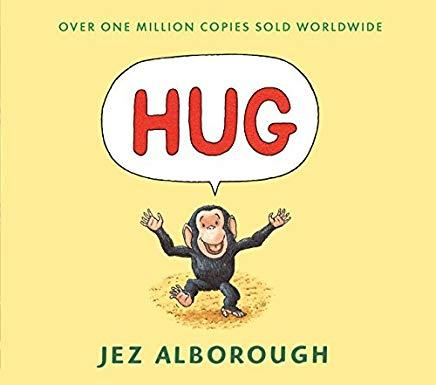 OVER ONE MILLION COPIES SOLD WORLDWIDE
HUG
JEZ ALBOROUGH